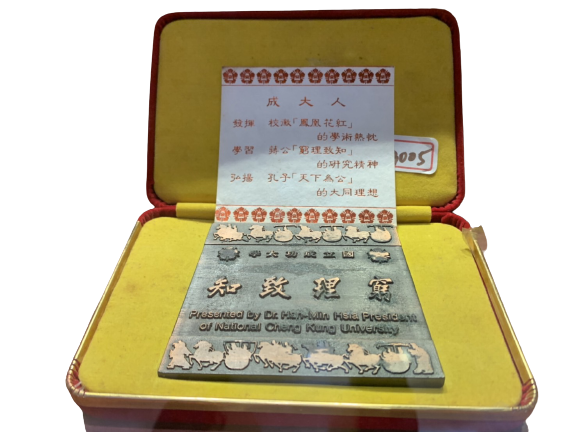 成大人
發揮 校徽「鳳凰花紅」
的學術熱忱
學習 蔣公「窮理致知」
的研究精神
弘揚 孔子「天下為公」
的大同理想
005
國立成功大學
窮理致知
Presented by Dr. Han-Min Hsia President
of National Cheng Kung University